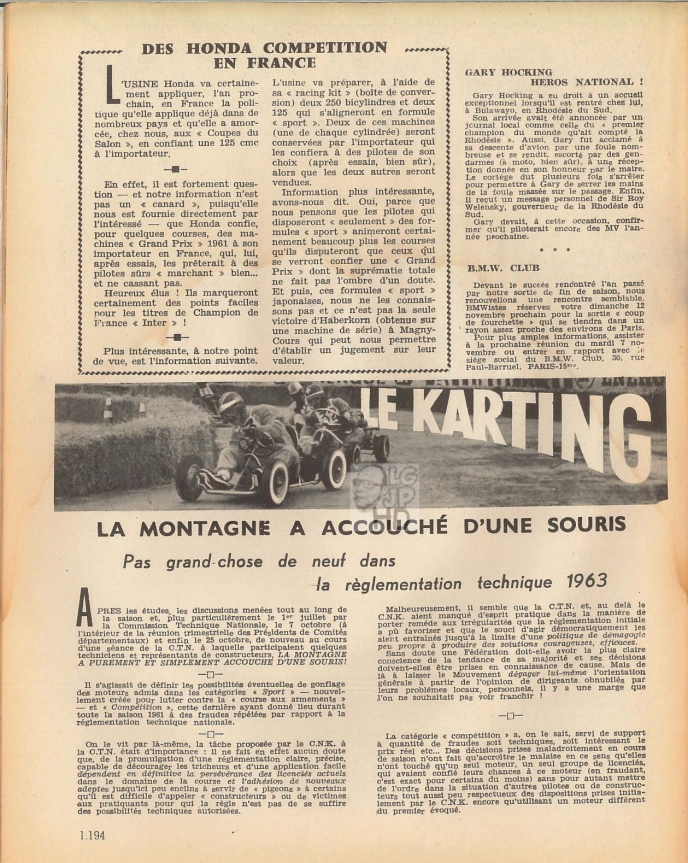 DES HONDA COMPETITION
EN FRANCE
L'USINE Honda va certaine-
ment appliquer, l'an pro-
chain, en France la poli-
tique qu'elle applique déjà dans de
nombreux pays et qu'elle a amor-
cée, chez nous, aux « Coupes du
Salon », en confiant une 125 cmc
à l'importateur.
En effet, il est fortement ques-
tion — et notre information n'est
pas un « canard », puisqu'elle
nous est fournie directement par
l'intéressé — que Honda confie,
pour quelques courses, des ma-
chines « Grand Prix » 1961 à son
importateur en France, qui, lui,
après essais, les prêterait à des
pilotes sûrs « marchant » bien...
et ne cassant pas.
Heureux élus ! Ils marqueront
certainement des points faciles
pour les titres de Champion de
France « Inter » !
Plus intéressante, à notre point
de vue, est l'information suivante.
L'usine va préparer, à l'aide de
sa « racing kit » (boîte de conver-
sion) deux 250 bicylindres et deux
125 qui s'aligneront en formule
« sport ». Deux de ces machines
(une de chaque cylindrée) seront
conservées par l'importateur qui
les confiera à des pilotes de son
choix (après essais, bien sûr),
alors que les deux autres seront
vendues.
Information plus intéressante,
avons-nous dit. Oui, parce que
nous pensons que les pilotes qui
disposeront « seulement » des for-
mules « sport » animeront certai-
nement beaucoup plus les courses
qu'ils disputeront que ceux qui
se verront confier une « Grand
Prix » dont la suprématie totale
ne fait pas l'ombre d'un doute.
Et puis, ces formules « sport »
japonaises, nous ne les connais-
sons pas et ce n'est pas la seule
victoire d'Haberkorn (obtenue sur
une machine de série) à Magny-
Cours qui peut nous permettre
d'établir un jugement sur leur
valeur.
GARY HOCKING
HEROS NATIONAL !
Gary Hocking a eu droit à un accueil
exceptionnel lorsqu'il est rentré chez lui,
à Bulawayo, en Rhodésie du Sud.
Son arrivée avait été annoncée par un
journal local comme celle du « premier
champion du monde qu'ait compté la
Rhodésie ». Aussi, Gary fut acclamé à
sa descente d'avion par une foule nom-
breuse et se rendit, escorté par des gen-
darmes (à moto, bien sûr), à une récep-
tion donnée en son honneur par le maire.
Le cortège dut plusieurs fois s'arrêter
pour permettre à Gary de serrer les mains
de la foule massée sur le passage. Enfin,
il reçut un message personnel de Sir Roy
Welensky, gouverneur de la Rhodésie du
Sud.
Gary devait, à cette occasion, confir-
mer qu'il piloterait encore des MV l'an-
née prochaine.
* * *
B.M.W. CLUB
Devant le succès rencontré l'an passé
par notre sortie de fin de saison, nous
renouvellons une rencontre semblable.
BMWistes réservez votre dimanche 12
novembre prochain pour la sortie « coup
de fourchette » qui se tiendra dans un
rayon assez proche des environs de Paris.
Pour plus amples informations, assister
à la prochaine réunion du mardi 7 no-
vembre ou entrer en rapport avec le
siège social du B.M.W. Club, 30, rue
Paul-Barruel, PARIS-15me.
LE KARTING
LG
JP
HD
LA MONTAGNE A ACCOUCHÉ D'UNE SOURIS
Pas grand-chose de neuf dans
la règlementation technique 1963
APRES les études, les discussions menées tout au long de
la saison et, plus particulièrement le 1er juillet par
la Commission Technique Nationale, le 7 octobre (à
l'intérieur de la réunion trimestrielle des Présidents de Comités
départementaux) et enfin le 25 octobre, de nouveau au cours
d'une séance de la C.T.N. à laquelle participaient quelques
techniciens et représentants de constructeurs, LA MONTAGNE
A PUREMENT ET SIMPLEMENT ACCOUCHE D'UNE SOURIS!
Il s'agissait de définir les possibilités éventuelles de gonflage
des moteurs admis dans les catégories « Sport » — nouvel-
lement créée pour lutter contre la « course aux armements »
— et « Compétition », cette dernière ayant donné lieu durant
toute la saison 1961 à des fraudes répétées par rapport à la
règlementation technique nationale.
On le vit par là-même, la tâche proposée par le C.N.K. à
la C.T.N. était d'importance : il ne fait en effet aucun doute
que, de la promulgation d'une règlementation claire, précise,
capable de décourager les tricheurs et d'une application facile
dépendent en définitive la persévérance des licenciés actuels
dans le domaine de la course et l'adhésion de nouveaux
adeptes jusqu'ici peu enclins à servir de « pigeons » à certains
qu'il est difficile d'appeler « constructeurs » ou de victimes
aux pratiquants pour qui la règle n'est pas de se suffire
des possibilités techniques autorisées.
Malheureusement, il semble que la C.T.N. et, au delà le
C.N.K. aient manqué d'esprit pratique dans la manière de
porter remède aux irrégularités que la règlementation initiale
a pû favoriser et que le souci d'agir démocratiquement les
aient entraînés jusqu'à la limite d'une politique de démagogie
peu propre à produire des solutions courageuses, efficaces.
Sans doute une Fédération doit-elle avoir la plus claire
conscience de la tendance de sa majorité et ses décisions
doivent-elles être prises en connaissance de cause. Mais de
là à laisser le Mouvement dégager lui-même l'orientation
générale à partir de l'opinion de dirigeants obnubilés par
leurs problèmes locaux, personnels, il y a une marge que
l'on ne souhaitait pas voir franchir !
La catégorie « compétition » a, on le sait, servi de support
à quantité de fraudes soit techniques, soit intéressant le
prix réel etc... Des décisions prises maladroitement en cours
de saison n'ont fait qu'accroître le malaise en ce sens qu'elles
n'ont touché qu'un seul moteur, un seul groupe de licenciés,
qui avaient confié leurs chances à ce moteur (en fraudant,
c'est exact pour certains du moins) sans pour autant mettre
de l'ordre dans la situation d'autres pilotes ou de construc-
teurs tout aussi peu respectueux des dispositions prises initia-
lement par le C.N.K. encore qu'utilisant un moteur différent
du premier évoqué.
1.194